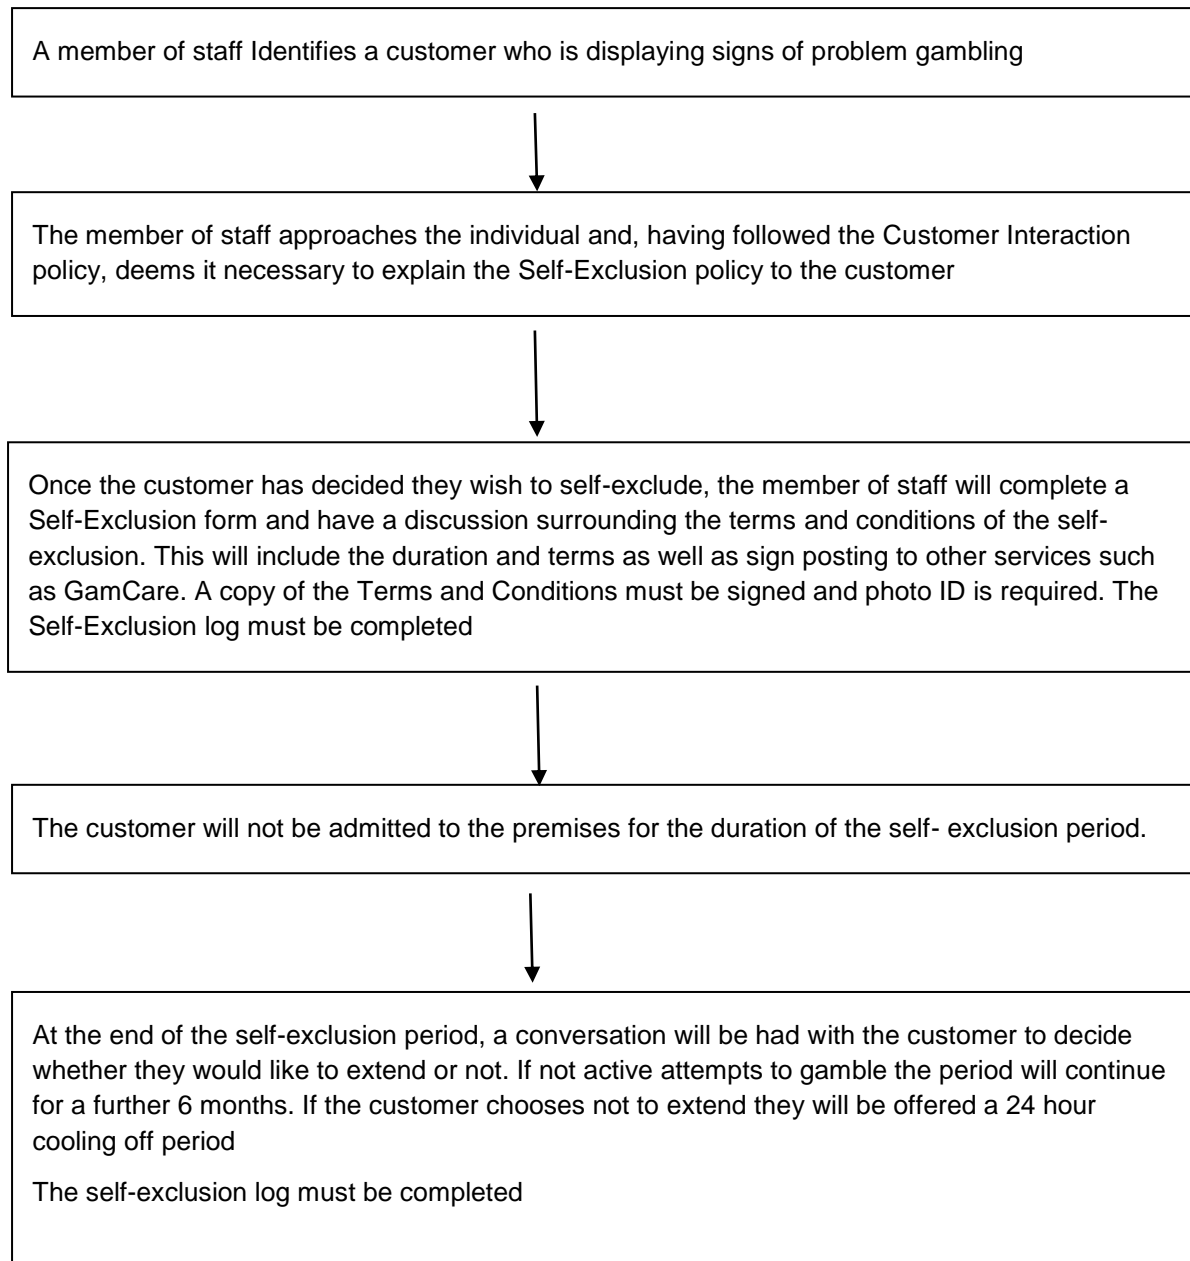 A member of staff Identifies a customer who is displaying signs of problem gambling
The member of staff approaches the individual and, having followed the Customer Interaction
policy, deems it necessary to explain the Self-Exclusion policy to the customer
Once the customer has decided they wish to self-exclude, the member of staff will complete a
Self-Exclusion form and have a discussion surrounding the terms and conditions of the self-
exclusion. This will include the duration and terms as well as sign posting to other services such
as GamCare. A copy of the Terms and Conditions must be signed and photo ID is required. The
Self-Exclusion log must be completed
The customer will not be admitted to the premises for the duration of the self- exclusion period.
At the end of the self-exclusion period, a conversation will be had with the customer to decide
whether they would like to extend or not. If not active attempts to gamble the period will continue
for a further 6 months. If the customer chooses not to extend they will be offered a 24 hour
cooling off period
The self-exclusion log must be completed